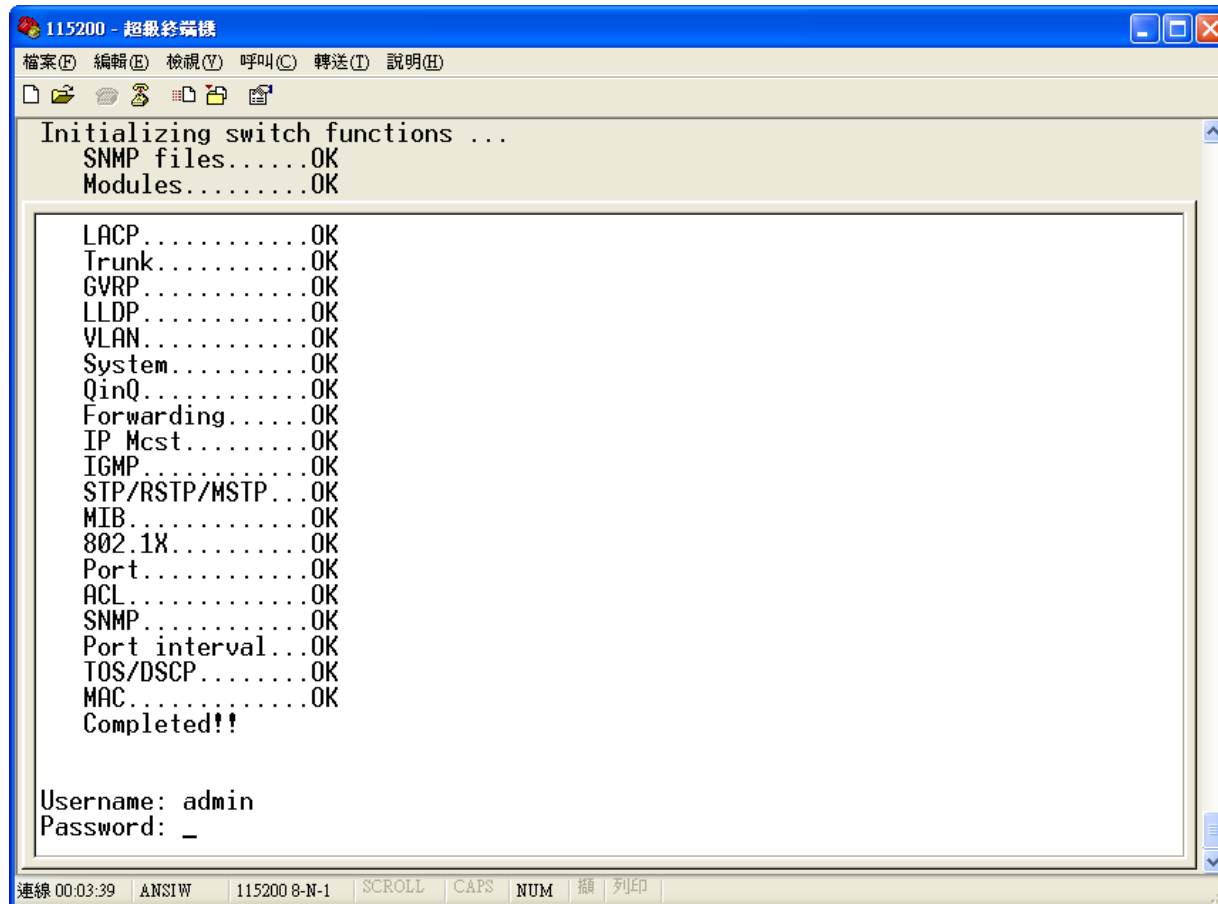 115200 - 超級終端機
檔案(F) 編輯(E) 檢視(V) 呼叫(C) 轉送(T) 說明(H)
Initializing switch functions ...
SNMP files......OK
Modules.........OK
LACP............OK
Trunk...........OK
GVRP............OK
LLDP............OK
VLAN............OK
System..........OK
QinQ............OK
Forwarding......OK
IP Mcst.........OK
IGMP............OK
STP/RSTP/MSTP...OK
MIB.............OK
802.1X..........OK
Port............OK
ACL.............OK
SNMP............OK
Port interval...OK
TOS/DSCP........OK
MAC.............OK
Completed!!
Username: admin
Password: _
連線 00:03:39 ANSIW 115200 8-N-1 SCROLL CAPS NUM 擷 列印